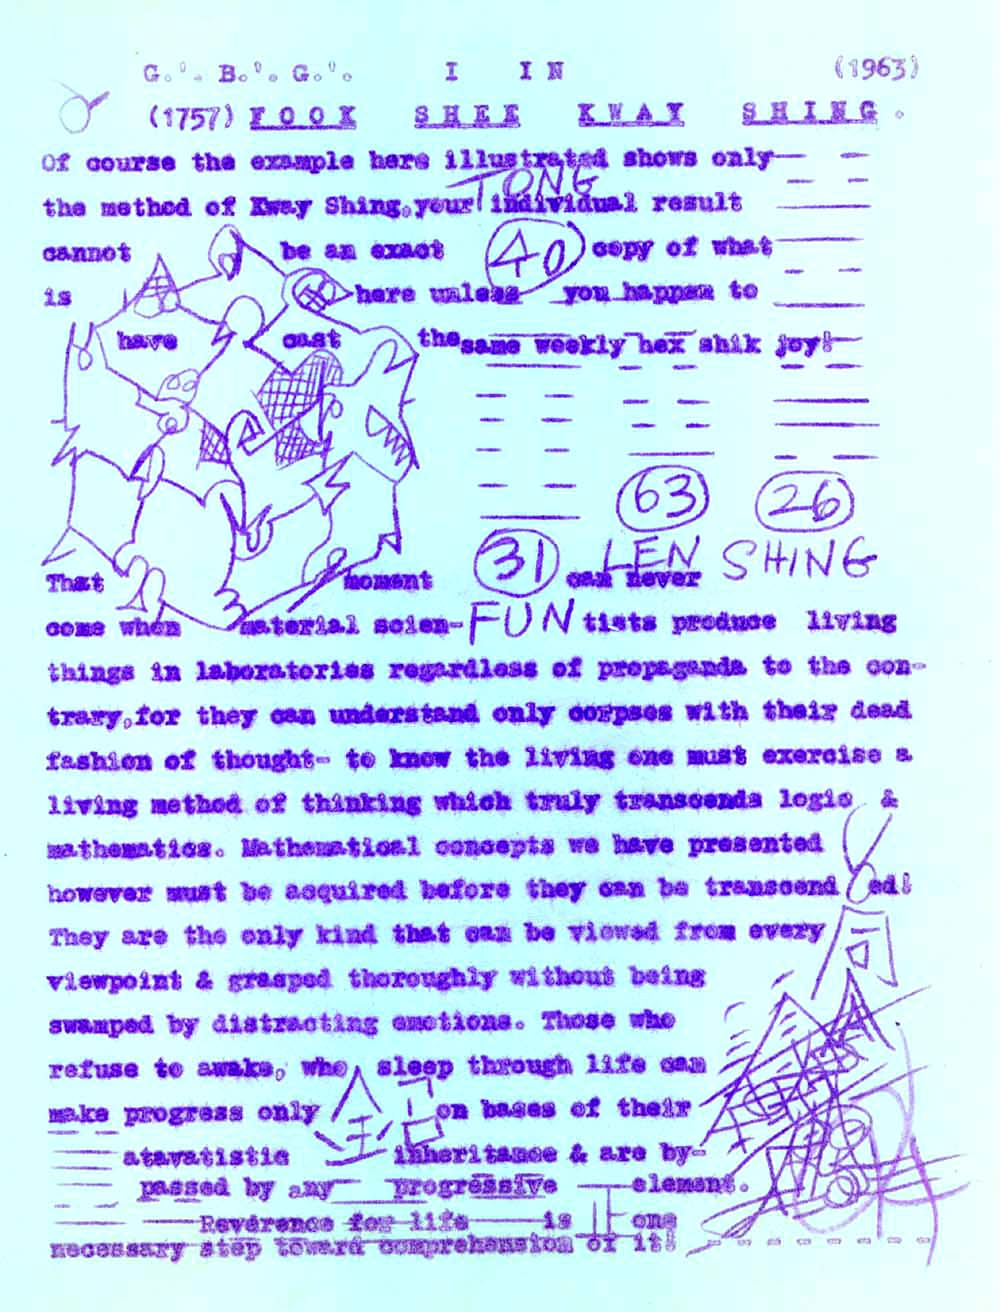 G.'. B.'. G.'. I IN (1963)
(1757) FOOK SHEE KWAY SHING.
Of course the example here illustrated shows only
TONG
the method of Kway Shing, your individual result
cannot be an exact 40 copy of what
is here unless you happen to
have cast the same weekly hex shik joy!
63 26
31 LEN SHING
That moment can never
come when material scien-FUN tists produce living
things in laboratories regardless of propaganda to the con-
trary, for they can understand only corpses with their dead
fashion of thought- to know the living one must exercise a
living method of thinking which truly transcends logic &
mathematics. Mathematical concepts we have presented
however must be acquired before they can be transcend ed!
They are the only kind that can be viewed from every
同
viewpoint & grasped thoroughly without being
swamped by distracting emotions. Those who
refuse to awake, who sleep through life can
make progress only on bases of their
atavatistic inheritance & are by-
passed by any progressive element.
Reverence for life is one
necessary step toward comprehension of it!